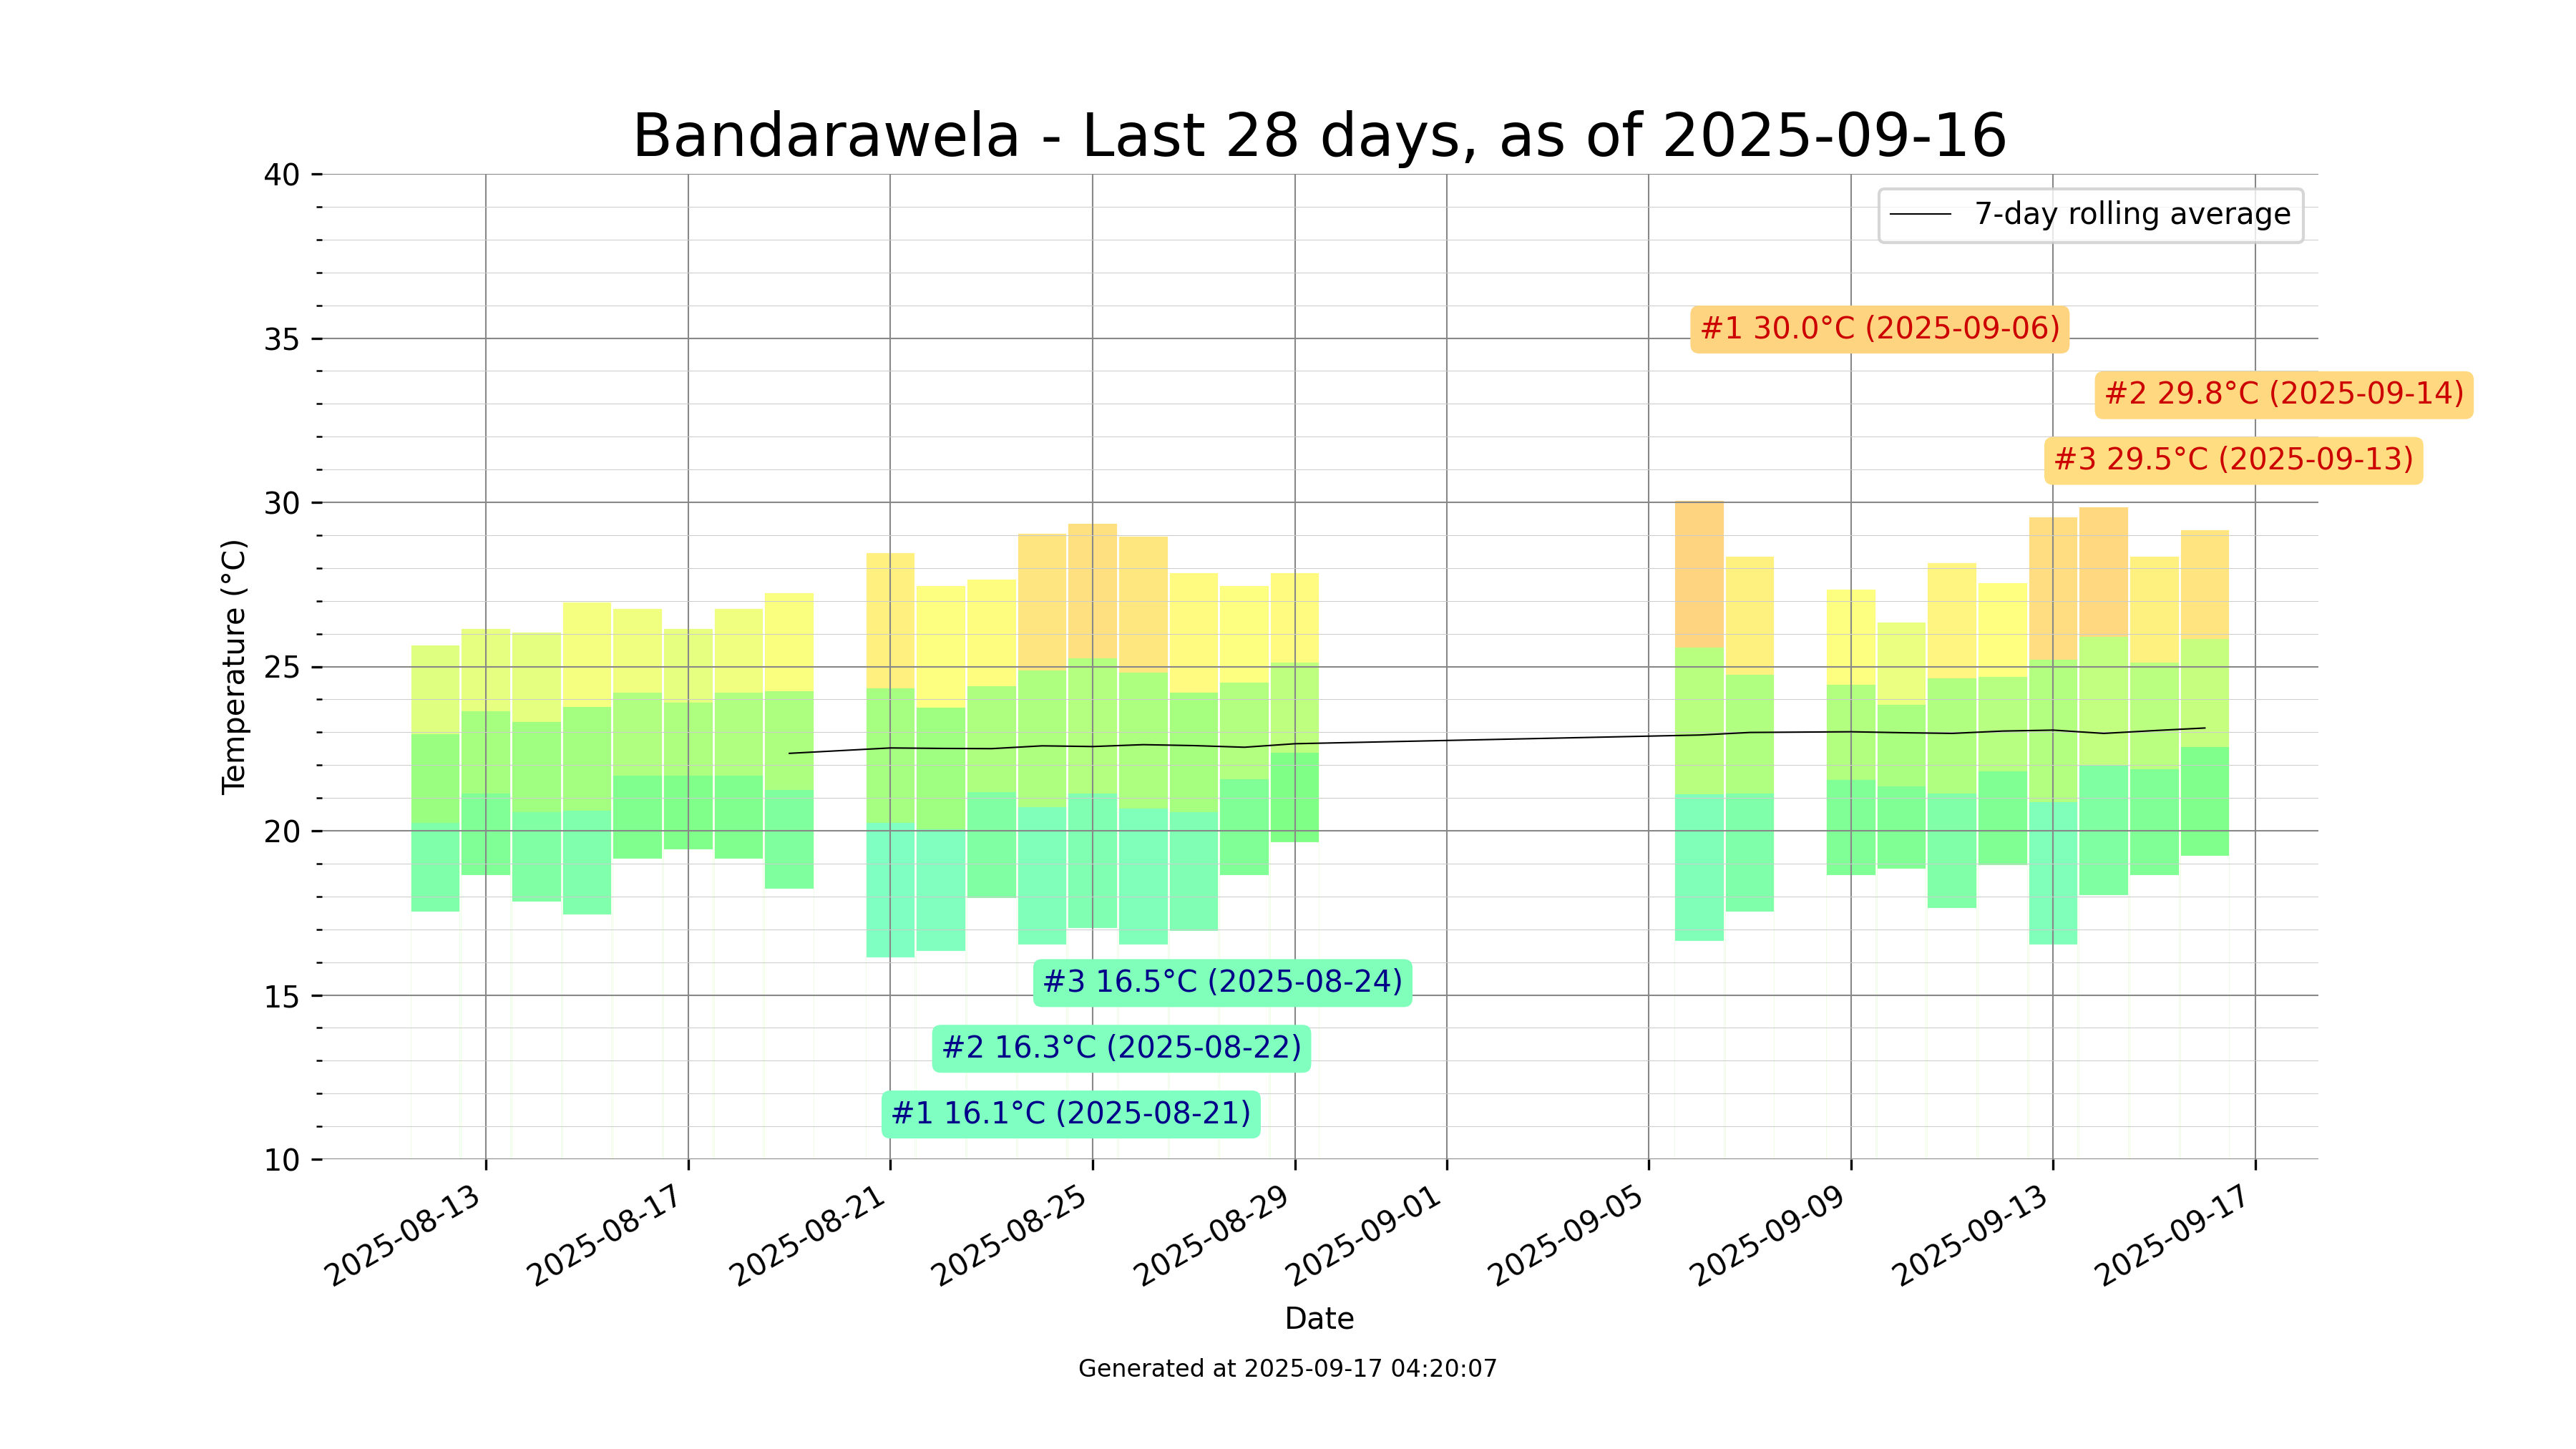 Bandarawela - Last 28 days, as of 2025-09-16
7-day rolling average
#1 30.0°C (2025-09-06)
#2 29.8°C (2025-09-14)
#3 29.5°C (2025-09-13)
#3 16.5°C (2025-08-24)
#2 16.3°C (2025-08-22)
#1 16.1°C (2025-08-21)
Temperature (°C)
40
35
30
25
20
15
10
2025-08-13
2025-08-17
2025-08-21
2025-08-25
2025-08-29
2025-09-01
2025-09-05
2025-09-09
2025-09-13
2025-09-17
Date
Generated at 2025-09-17 04:20:07